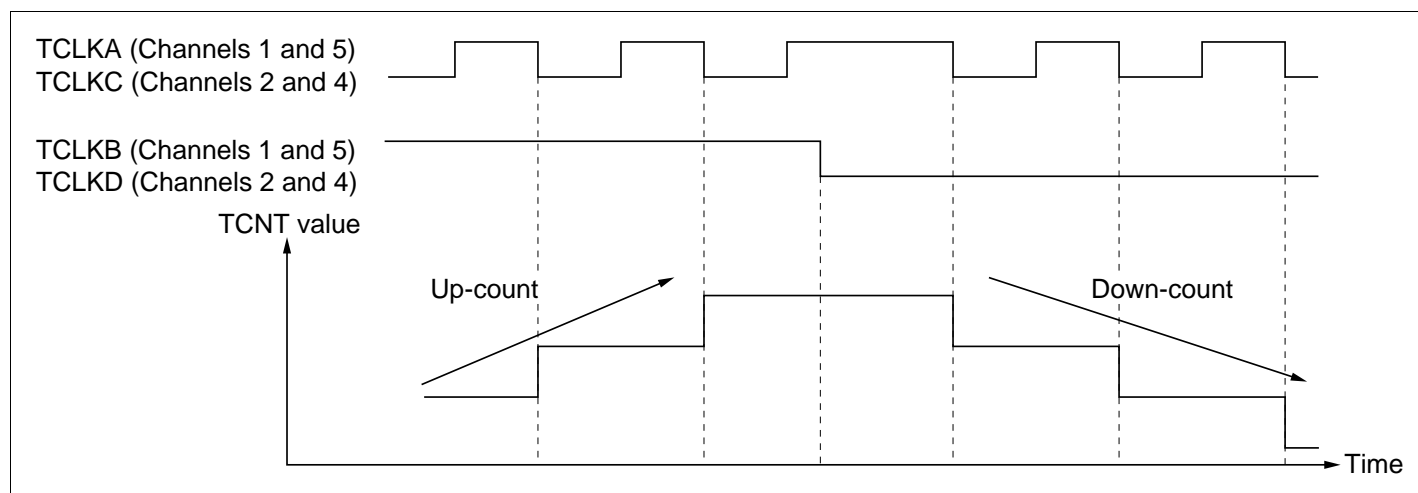 TCLKA (Channels 1 and 5)
TCLKC (Channels 2 and 4)
TCLKB (Channels 1 and 5)
TCLKD (Channels 2 and 4)
TCNT value
Up-count
Down-count
Time